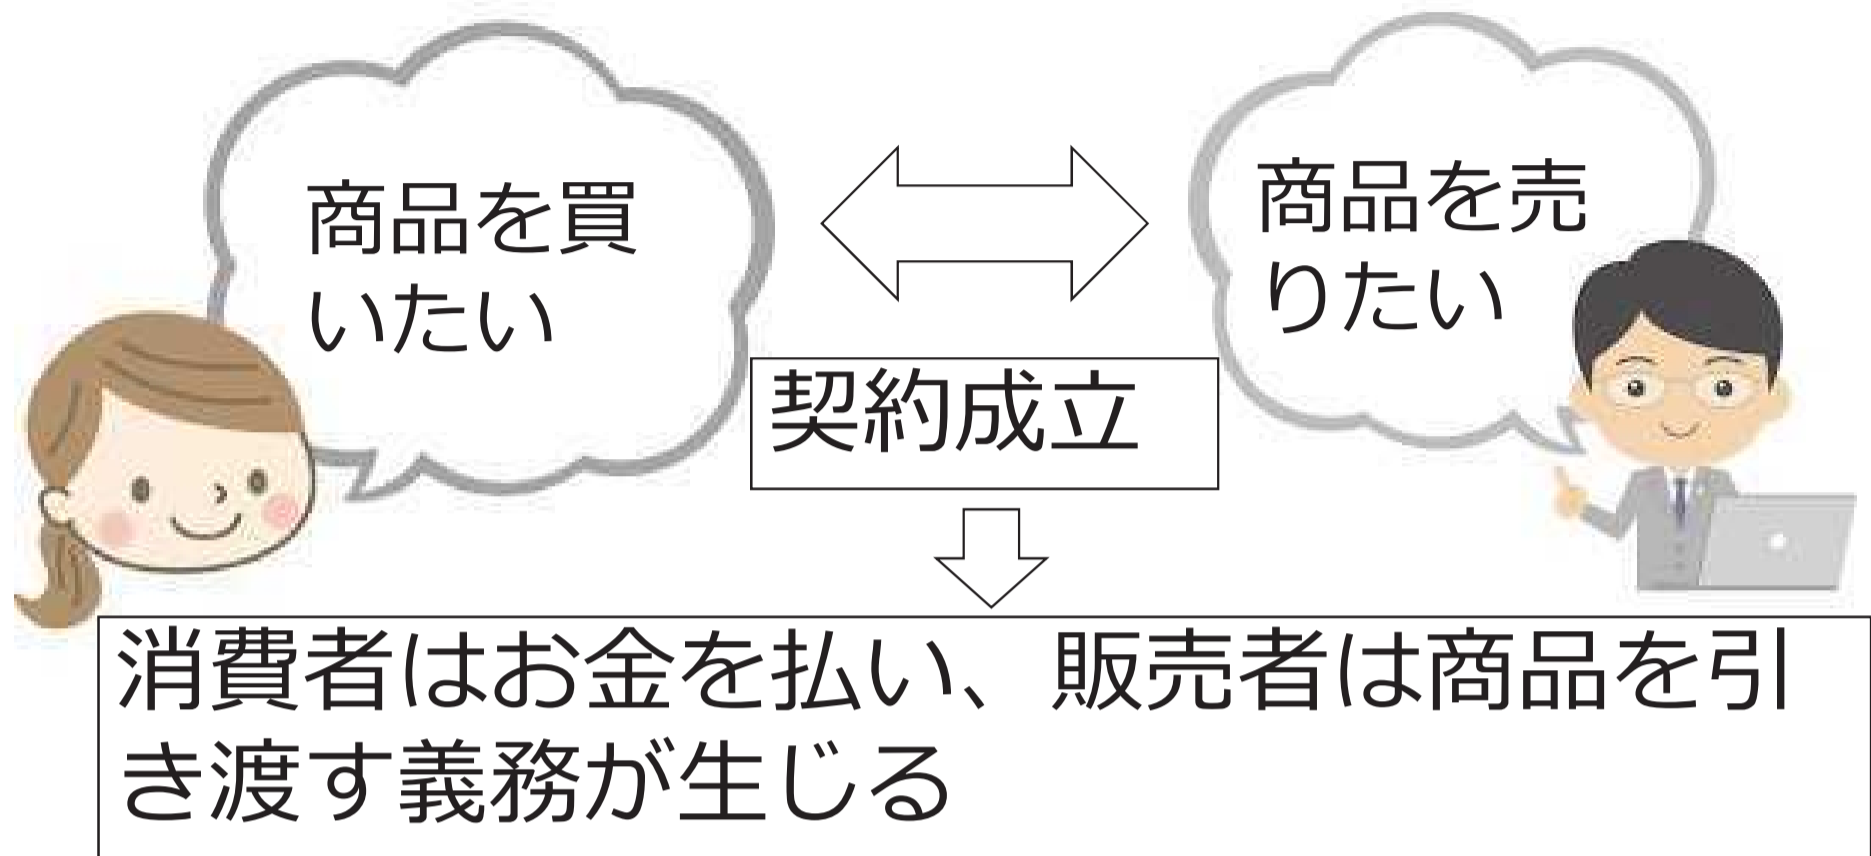 商品を買
いたい
商品を売
りたい
契約成立
消費者はお金を払い、販売者は商品を引
き渡す義務が生じる